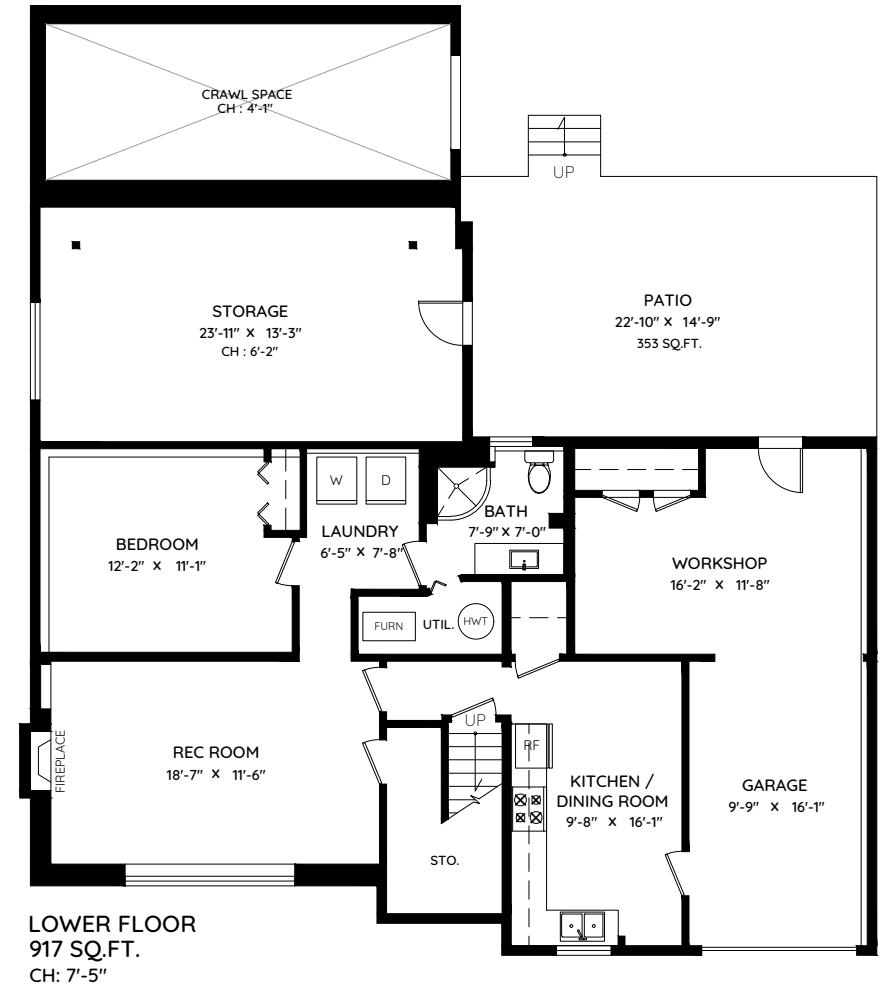 CRAWL SPACE
CH : 4'-1"
UP
STORAGE
23'-11" X 13'-3"
CH : 6'-2"
PATIO
22'-10" X 14'-9"
353 SQ.FT.
W
D
BATH
7'-9" X 7'-0"
LAUNDRY
6'-5" X 7'-8"
BEDROOM
12'-2" X 11'-1"
WORKSHOP
16'-2" X 11'-8"
FURN
UTIL.
HWT
UP
RF
FIREPLACE
REC ROOM
18'-7" X 11'-6"
KITCHEN /
DINING ROOM
9'-8" X 16'-1"
GARAGE
9'-9" X 16'-1"
STO.
LOWER FLOOR
917 SQ.FT.
CH: 7'-5"